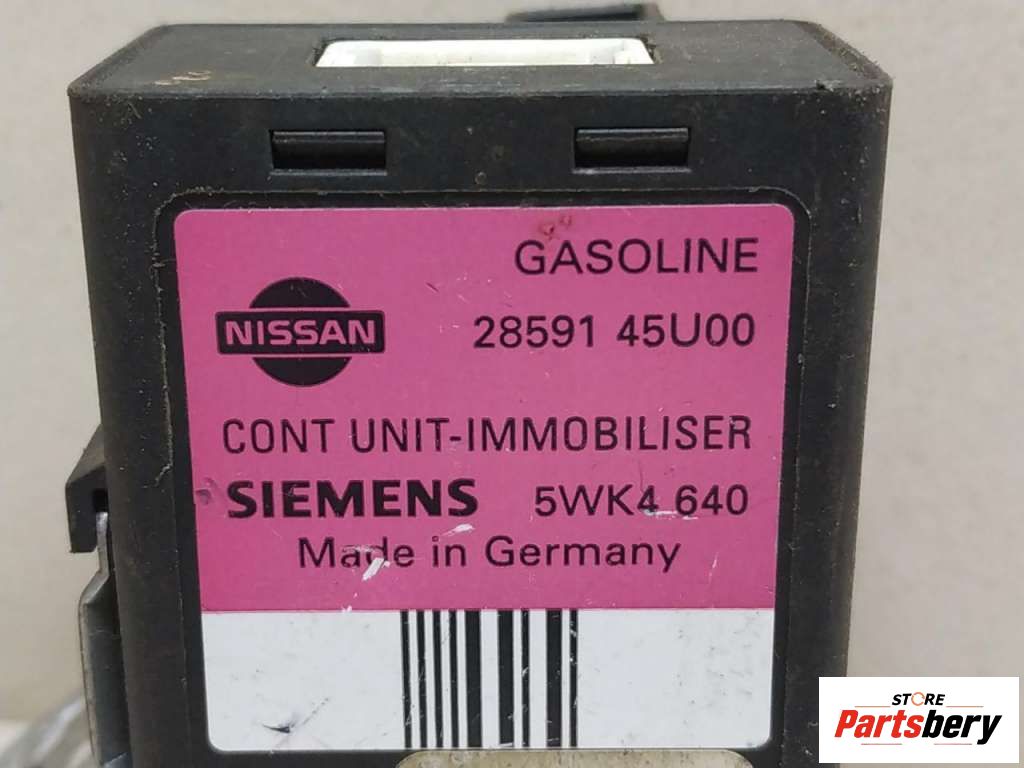 GASOLINE
NISSAN
28591 45U00
CONT UNIT-IMMOBILISER
SIEMENS 5WK4 640
Made in Germany
STORE
Partsbery